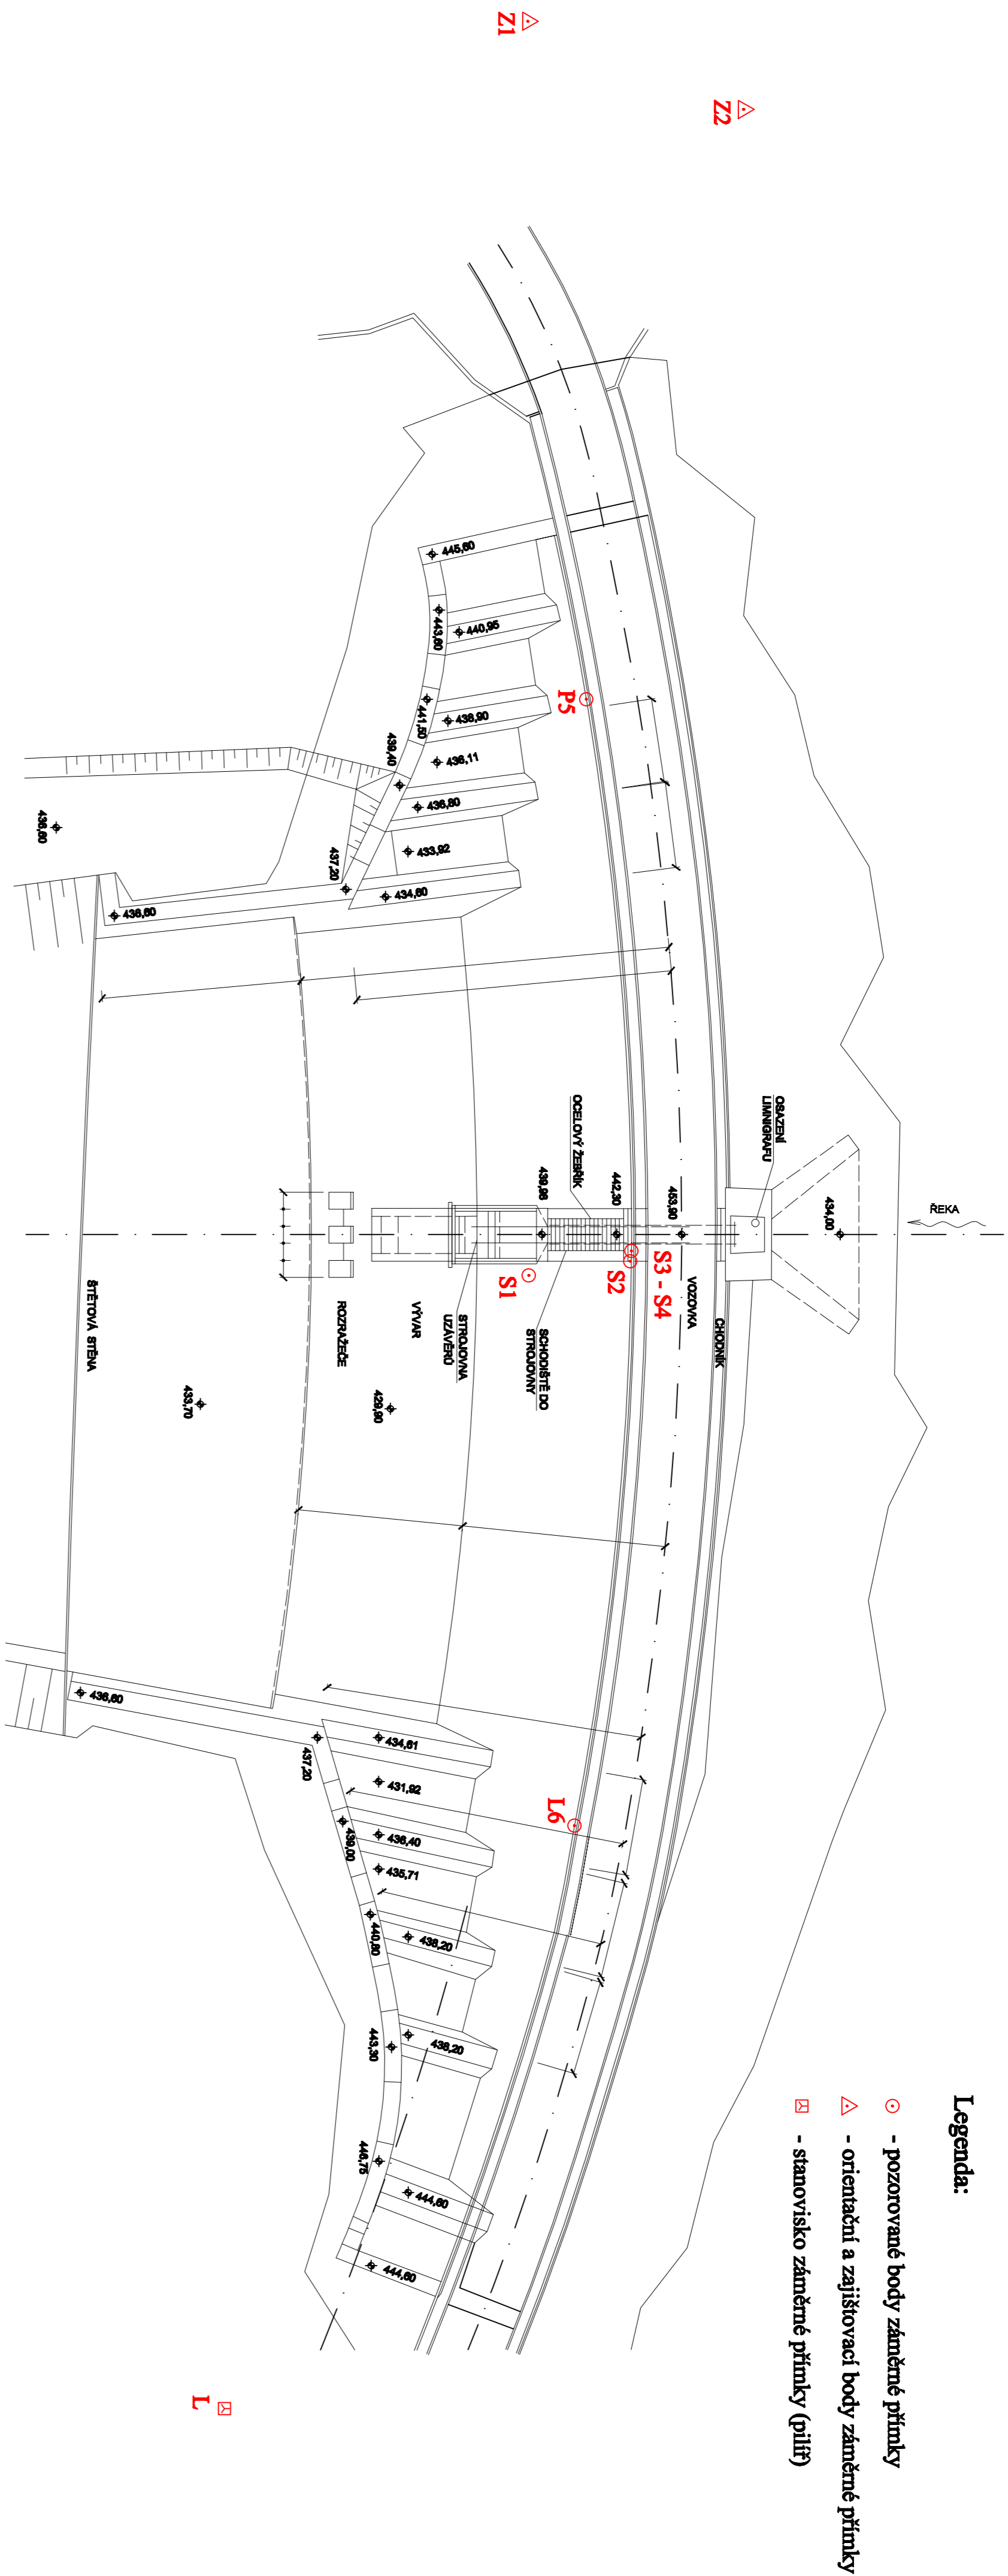 Z1
Z2
445,60
443,60
440,95
P5
441,50
438,90
439,40
436,11
436,80
436,60
433,92
437,20
434,60
436,60
OSAZENÍ
LIMNIGRAFU
OCELOVÝ ŽEBŘÍK
439,98
442,30
453,90
434,00
ŘEKA
S1
S2
S3 - S4
VOZOVKA
CHODNÍK
ŠTĚTOVÁ STĚNA
ROZRAŽEČE
VÝVAR
STROJOVNA
UZÁVĚRŮ
SCHODIŠTĚ DO
STROJOVNY
433,70
429,90
436,60
437,20
434,61
431,92
L6
439,00
436,40
435,71
440,80
438,20
443,30
438,20
446,75
444,60
444,60
L
Legenda:
- pozorované body záměrné přímky
- orientační a zajišťovací body záměrné přímky
- stanovisko záměrné přímky (pilíř)